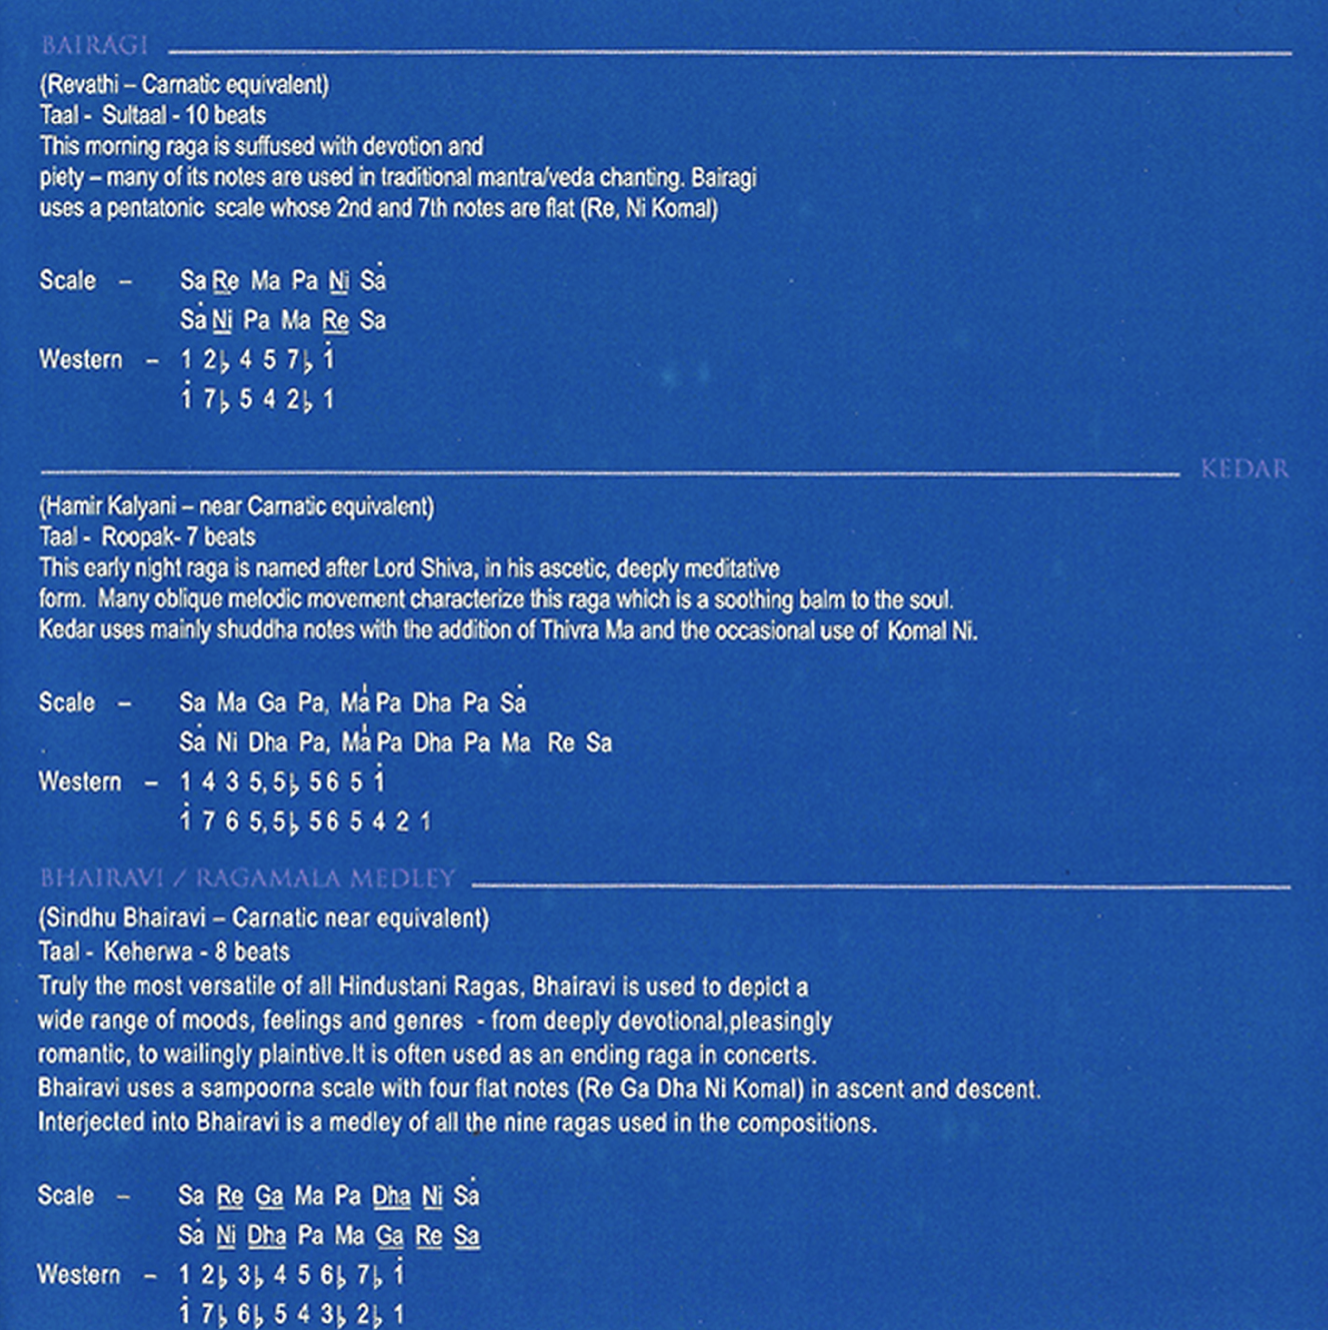 BAIRAGI
(Revathi – Carnatic equivalent)
Taal - Sultaal - 10 beats
This morning raga is suffused with devotion and
piety – many of its notes are used in traditional mantra/veda chanting. Bairagi
uses a pentatonic scale whose 2nd and 7th notes are flat (Re, Ni Komal)
Scale – Sa Re Ma Pa Ni Ṡa
Ṡa Ni Pa Ma Re Sa
Western – 1 2♭ 4 5 7♭ 1̇
1̇ 7♭ 5 4 2♭ 1
KEDAR
(Hamir Kalyani – near Carnatic equivalent)
Taal - Roopak- 7 beats
This early night raga is named after Lord Shiva, in his ascetic, deeply meditative
form. Many oblique melodic movement characterize this raga which is a soothing balm to the soul.
Kedar uses mainly shuddha notes with the addition of Thivra Ma and the occasional use of Komal Ni.
Scale – Sa Ma Ga Pa, Ma̍ Pa Dha Pa Sȧ
Sȧ Ni Dha Pa, Ma̍ Pa Dha Pa Ma Re Sa
Western – 1 4 3 5,5♭ 5 6 5 1̇
1̇ 7 6 5,5♭ 5 6 5 4 2 1
BHAIRAVI / RAGAMALA MEDLEY
(Sindhu Bhairavi – Carnatic near equivalent)
Taal - Keherwa - 8 beats
Truly the most versatile of all Hindustani Ragas, Bhairavi is used to depict a
wide range of moods, feelings and genres - from deeply devotional,pleasingly
romantic, to wailingly plaintive.It is often used as an ending raga in concerts.
Bhairavi uses a sampoorna scale with four flat notes (Re Ga Dha Ni Komal) in ascent and descent.
Interjected into Bhairavi is a medley of all the nine ragas used in the compositions.
Scale – Sa Re Ga Ma Pa Dha Ni Sȧ
Sȧ Ni Dha Pa Ma Ga Re Sa
Western – 1 2♭ 3♭ 4 5 6♭ 7♭ 1̇
1̇ 7♭ 6♭ 5 4 3♭ 2♭ 1